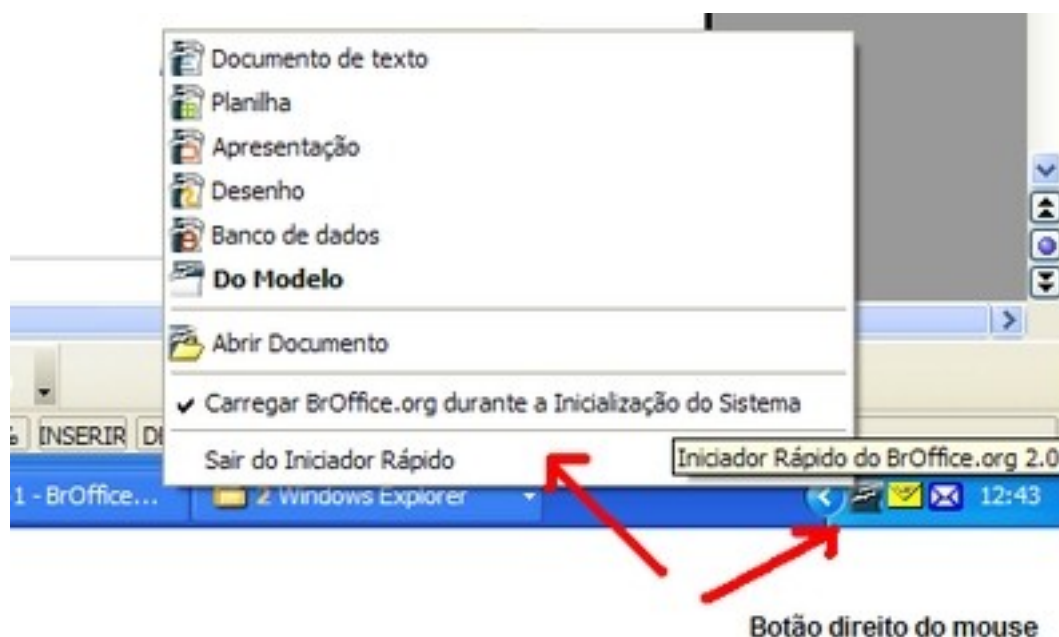 Documento de texto
Planilha
Apresentação
Desenho
Banco de dados
Do Modelo
Abrir Documento
Carregar BrOffice.org durante a Inicialização do Sistema
INSERIR
Sair do Iniciador Rápido
Iniciador Rápido do BrOffice.org 2.0
1 - BrOffice...
2 Windows Explorer
12:43
Botão direito do mouse